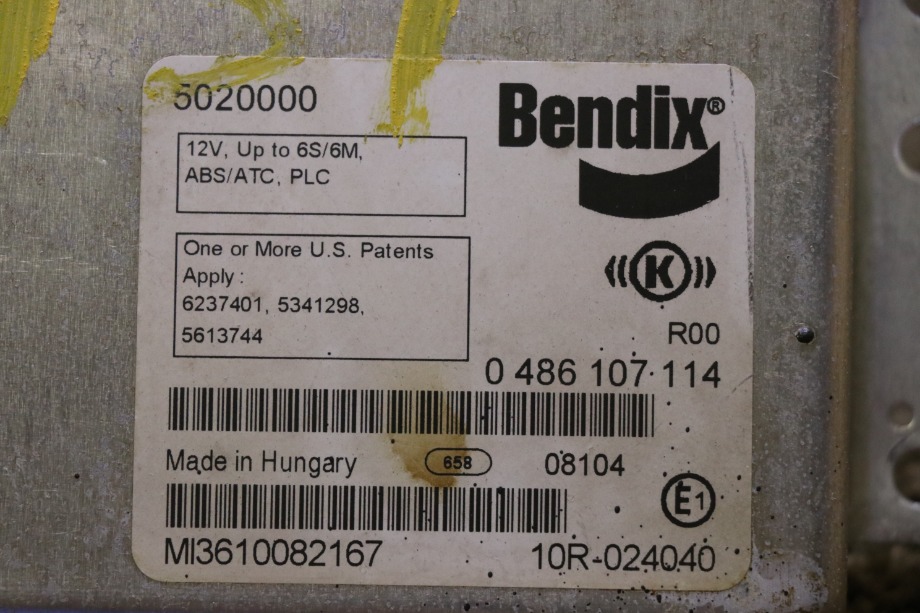 5020000
Bendix®
12V, Up to 6S/6M,
ABS/ATC, PLC
One or More U.S. Patents
Apply :
6237401, 5341298,
5613744
K
R00
0 486 107 114
Made in Hungary
658
08104
E1
MI3610082167
10R-024040